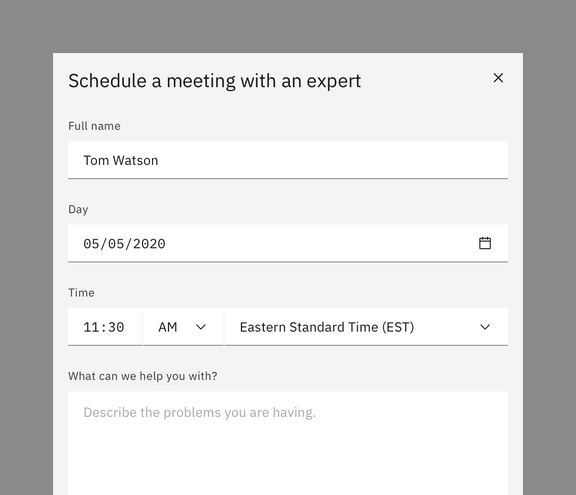 Schedule a meeting with an expert
Full name
Tom Watson
Day
05/05/2020
Time
11:30 AM Eastern Standard Time (EST)
What can we help you with?
Describe the problems you are having.